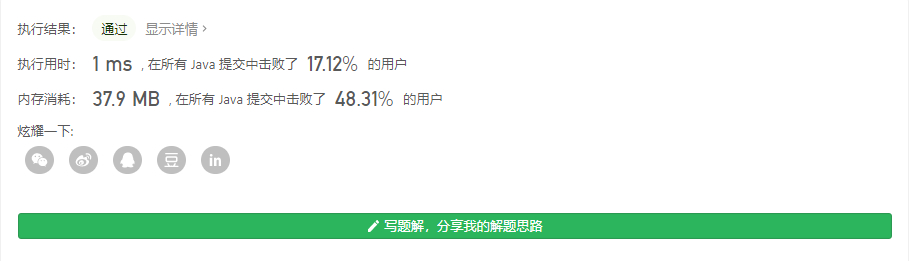 执行结果： 通过 显示详情 >
执行用时： 1 ms , 在所有 Java 提交中击败了 17.12% 的用户
内存消耗： 37.9 MB , 在所有 Java 提交中击败了 48.31% 的用户
炫耀一下:
豆 in
写题解，分享我的解题思路